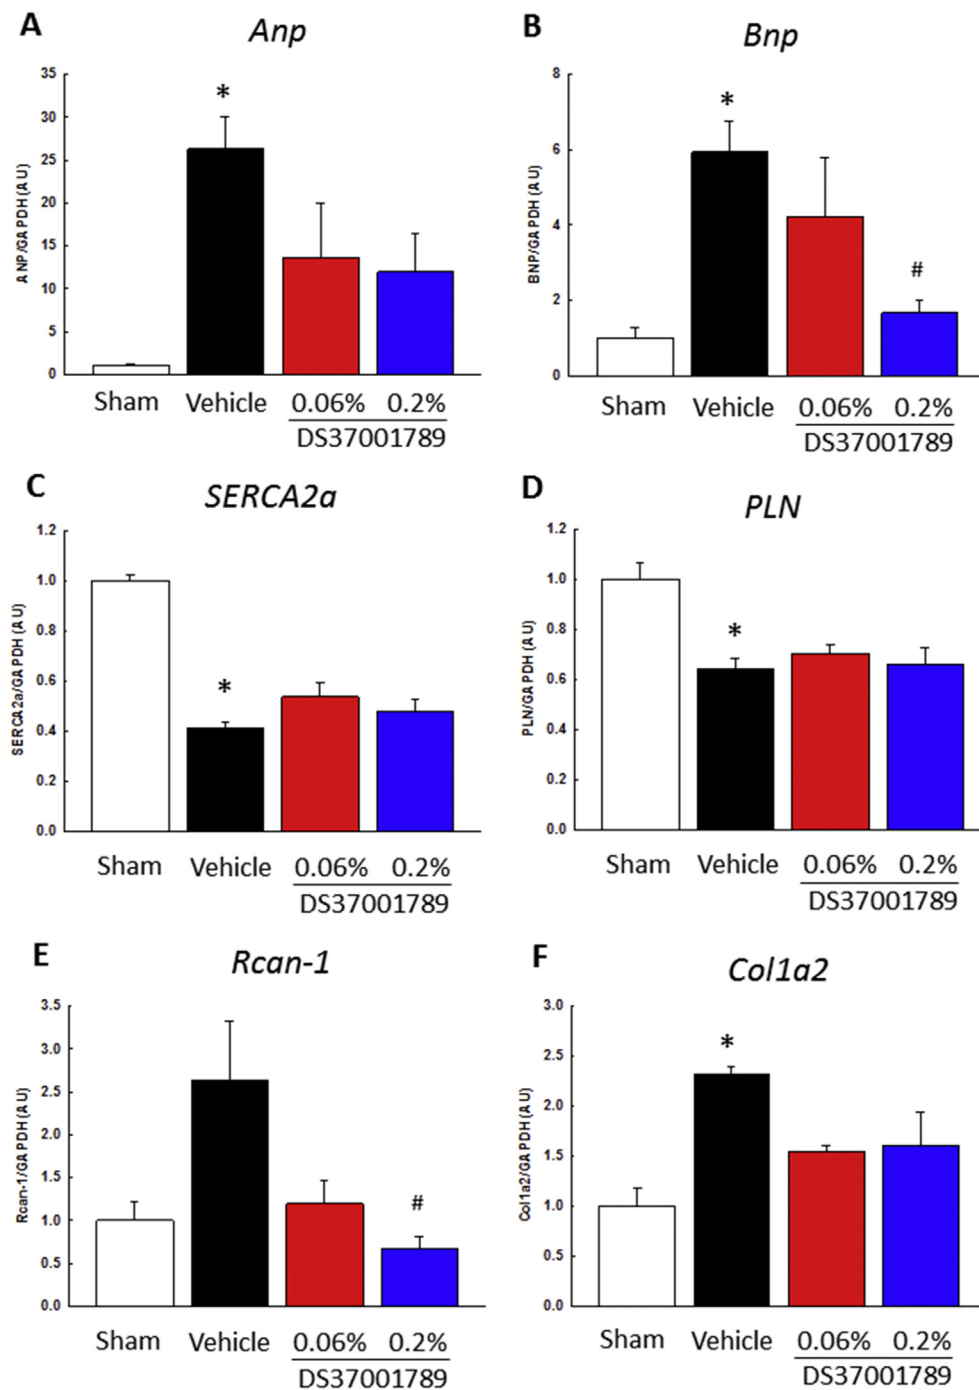 A
Anp
ANP/GAPDH (AU)
35
30
25
20
15
10
5
0
*
Sham
Vehicle
0.06%
0.2%
DS37001789
B
Bnp
BNP/GAPDH (AU)
8
6
4
2
0
*
#
Sham
Vehicle
0.06%
0.2%
DS37001789
C
SERCA2a
SERCA2a/GAPDH (AU)
1.2
1.0
0.8
0.6
0.4
0.2
0.0
*
Sham
Vehicle
0.06%
0.2%
DS37001789
D
PLN
PLN/GAPDH (AU)
1.2
1.0
0.8
0.6
0.4
0.2
0.0
*
Sham
Vehicle
0.06%
0.2%
DS37001789
E
Rcan-1
Rcan-1/GAPDH (AU)
3.5
3.0
2.5
2.0
1.5
1.0
0.5
0.0
#
Sham
Vehicle
0.06%
0.2%
DS37001789
F
Col1a2
Col1a2/GAPDH (AU)
3.0
2.5
2.0
1.5
1.0
0.5
0.0
*
Sham
Vehicle
0.06%
0.2%
DS37001789